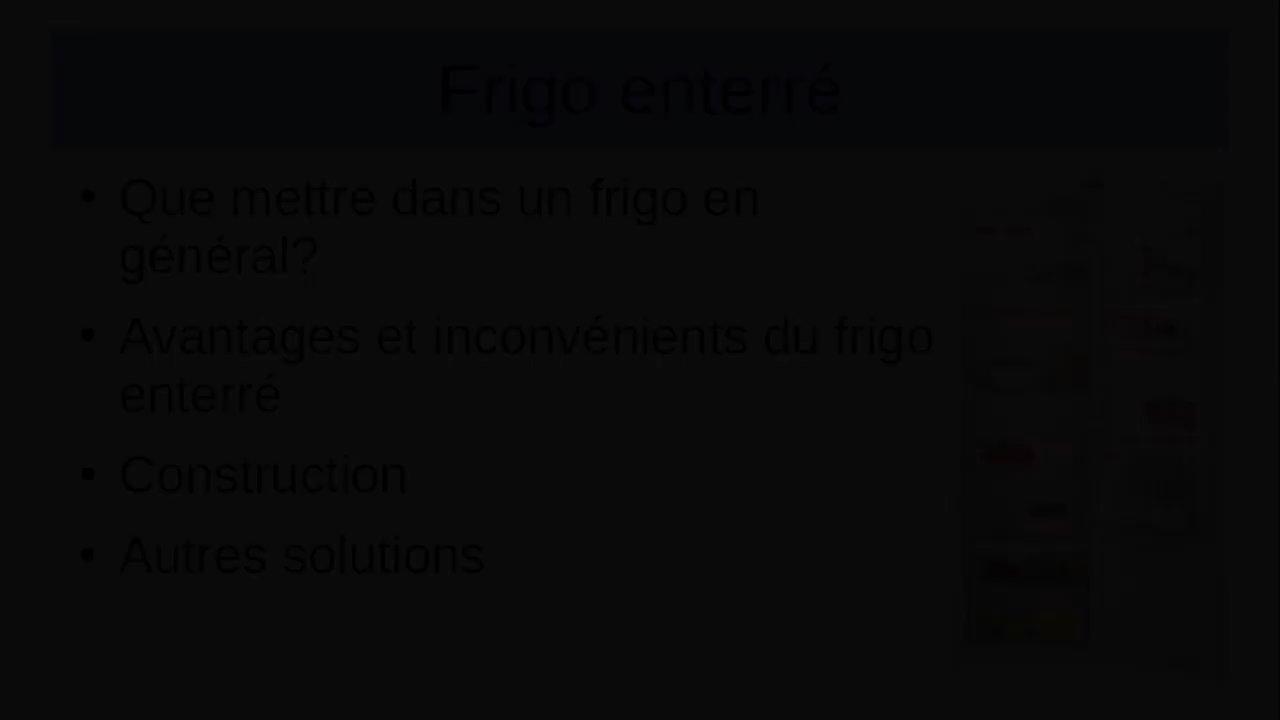 Frigo enterré
• Que mettre dans un frigo en
général?
• Avantages et inconvénients du frigo
enterré
• Construction
• Autres solutions